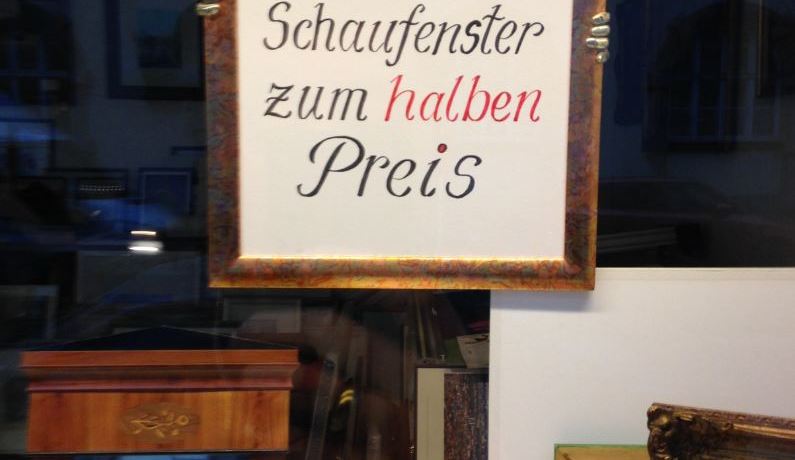 Schaufenster
zum halben
Preis